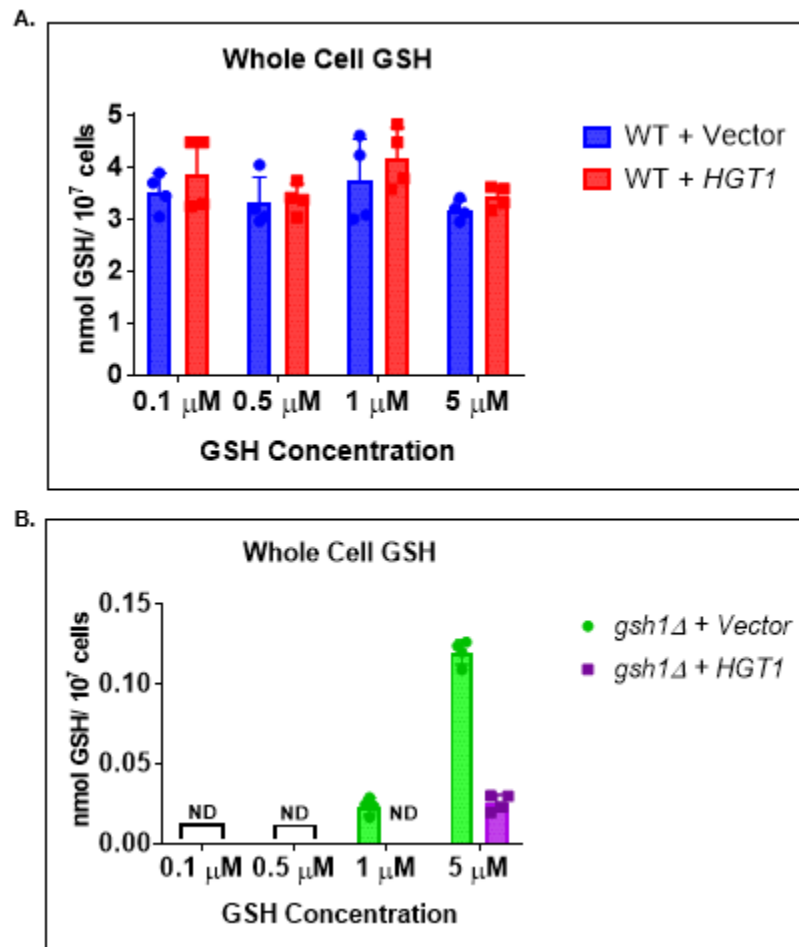 A.
Whole Cell GSH
nmol GSH/ 10⁷ cells
5
4
3
2
1
0
WT + Vector
WT + HGT1
0.1 μM 0.5 μM 1 μM 5 μM
GSH Concentration
B.
Whole Cell GSH
nmol GSH/ 10⁷ cells
0.15
0.10
0.05
0.00
gsh1Δ + Vector
gsh1Δ + HGT1
ND ND ND
0.1 μM 0.5 μM 1 μM 5 μM
GSH Concentration